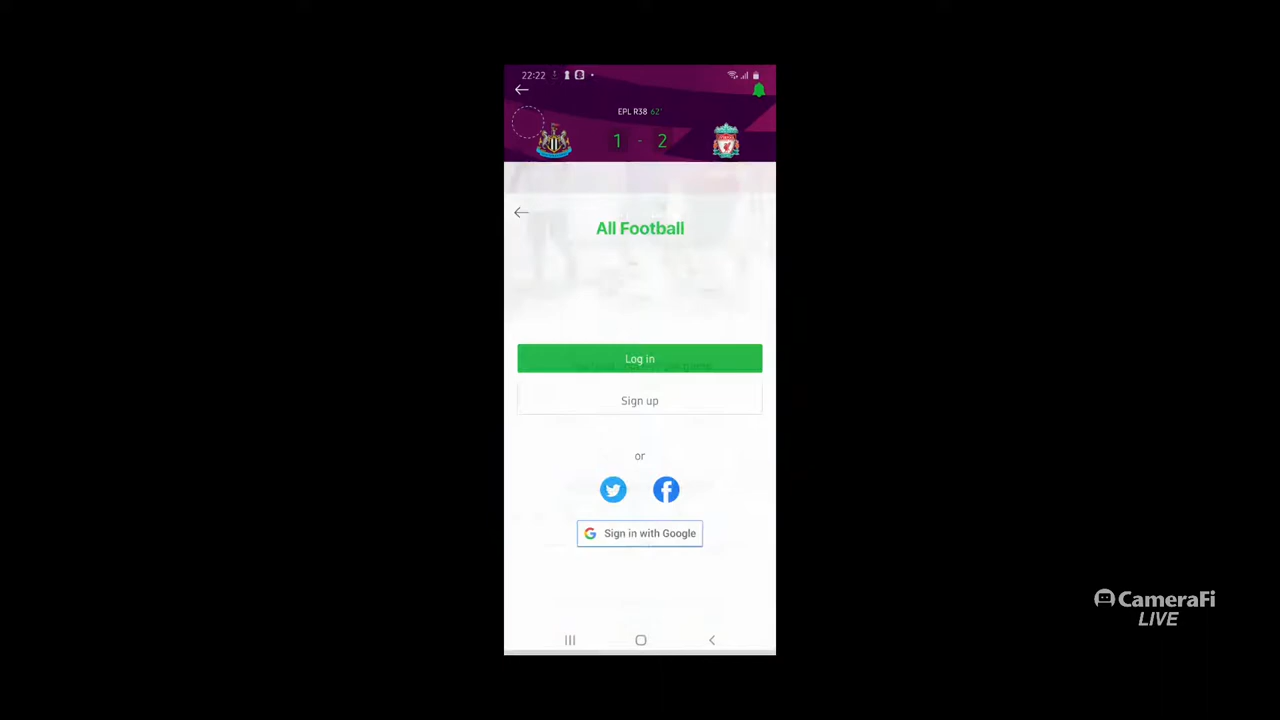 22:22
EPL R38 62'
1 - 2
All Football
Log in
Sign up
or
Sign in with Google
CameraFi
LIVE